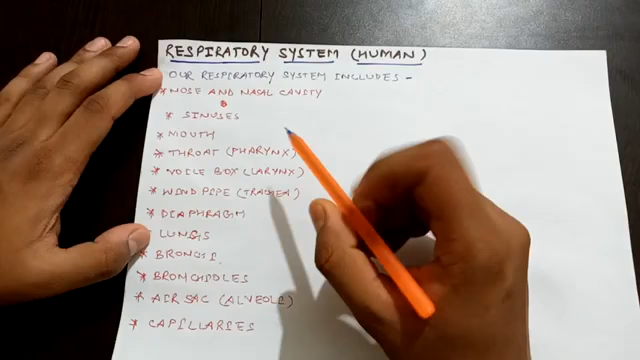 RESPIRATORY SYSTEM (HUMAN)
OUR RESPIRATORY SYSTEM INCLUDES -
* NOSE AND NASAL CAVITY
* SINUSES
* MOUTH
* THROAT (PHARYNX)
* VOICE BOX (LARYNX)
* WIND PIPE (TRACHEA)
* DIAPHRAGM
LUNGS
* BRONCHI.
* BRONCHIOLES
* AIR SAC (ALVEOLI)
* CAPILLARIES